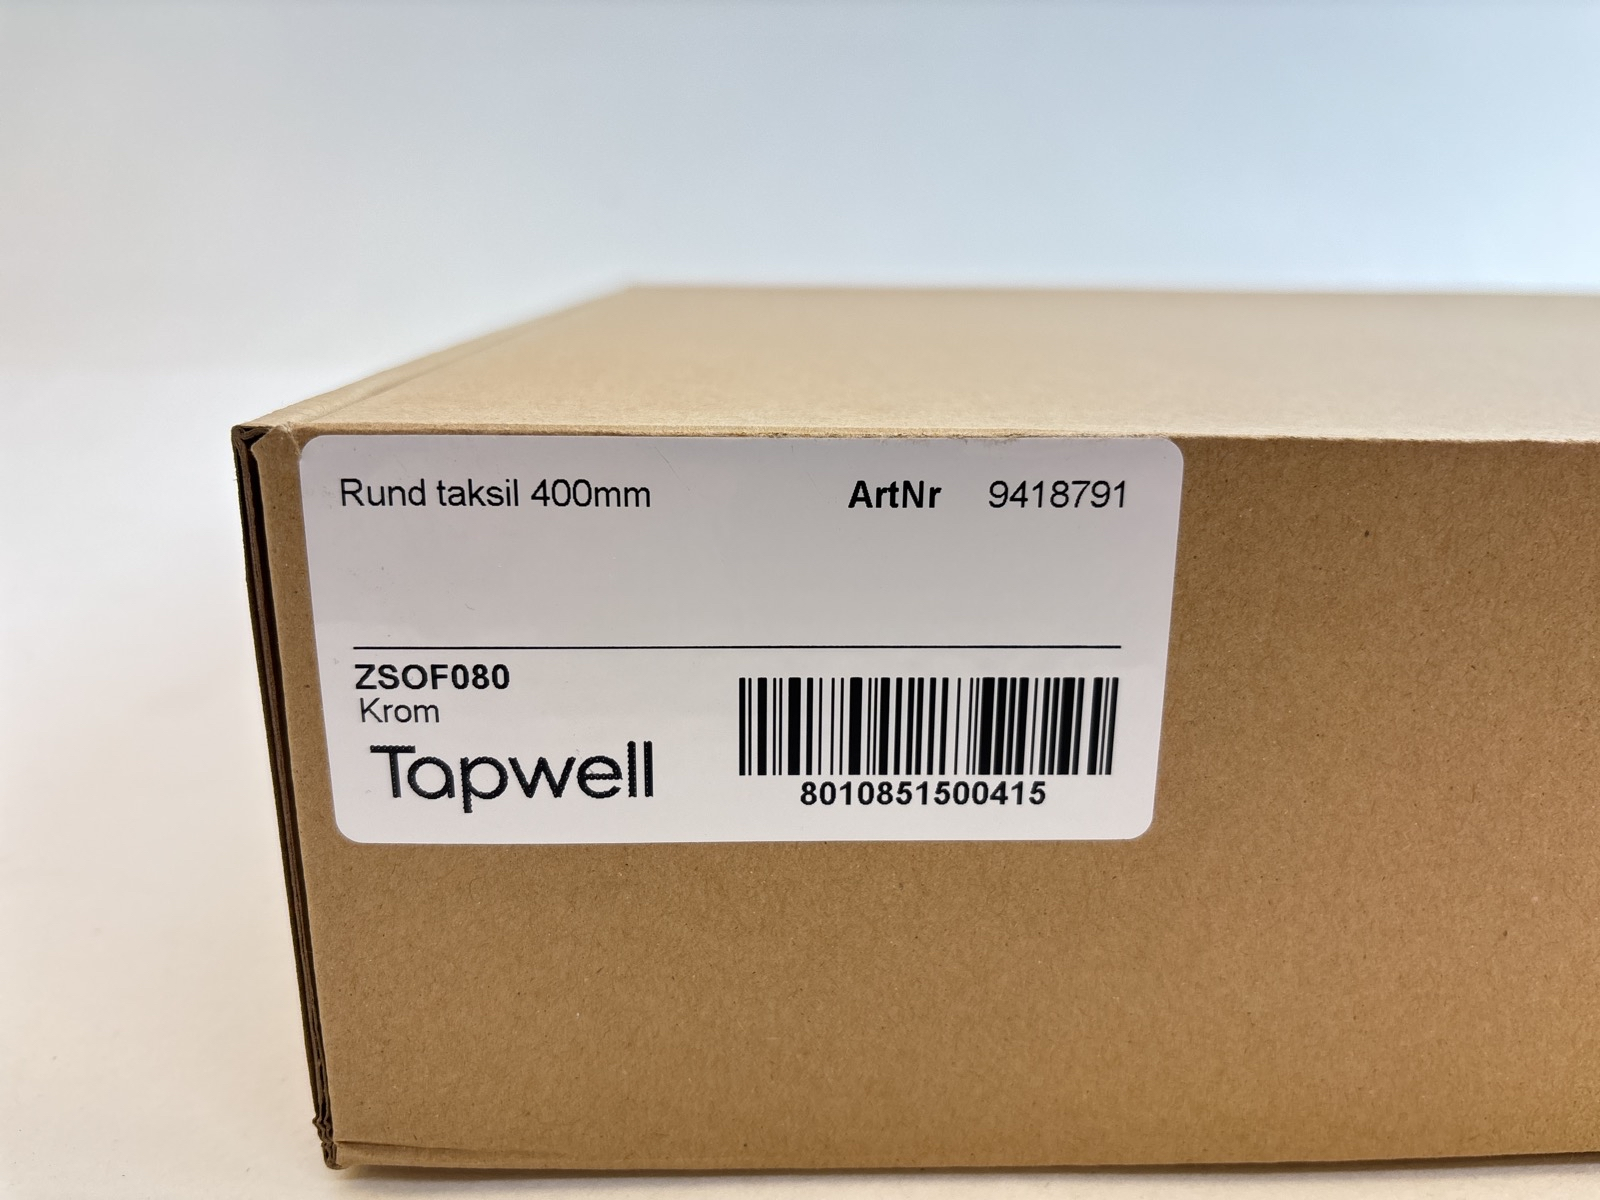 Rund taksil 400mm ArtNr 9418791
ZSOF080
Krom
Tapwell
8010851500415